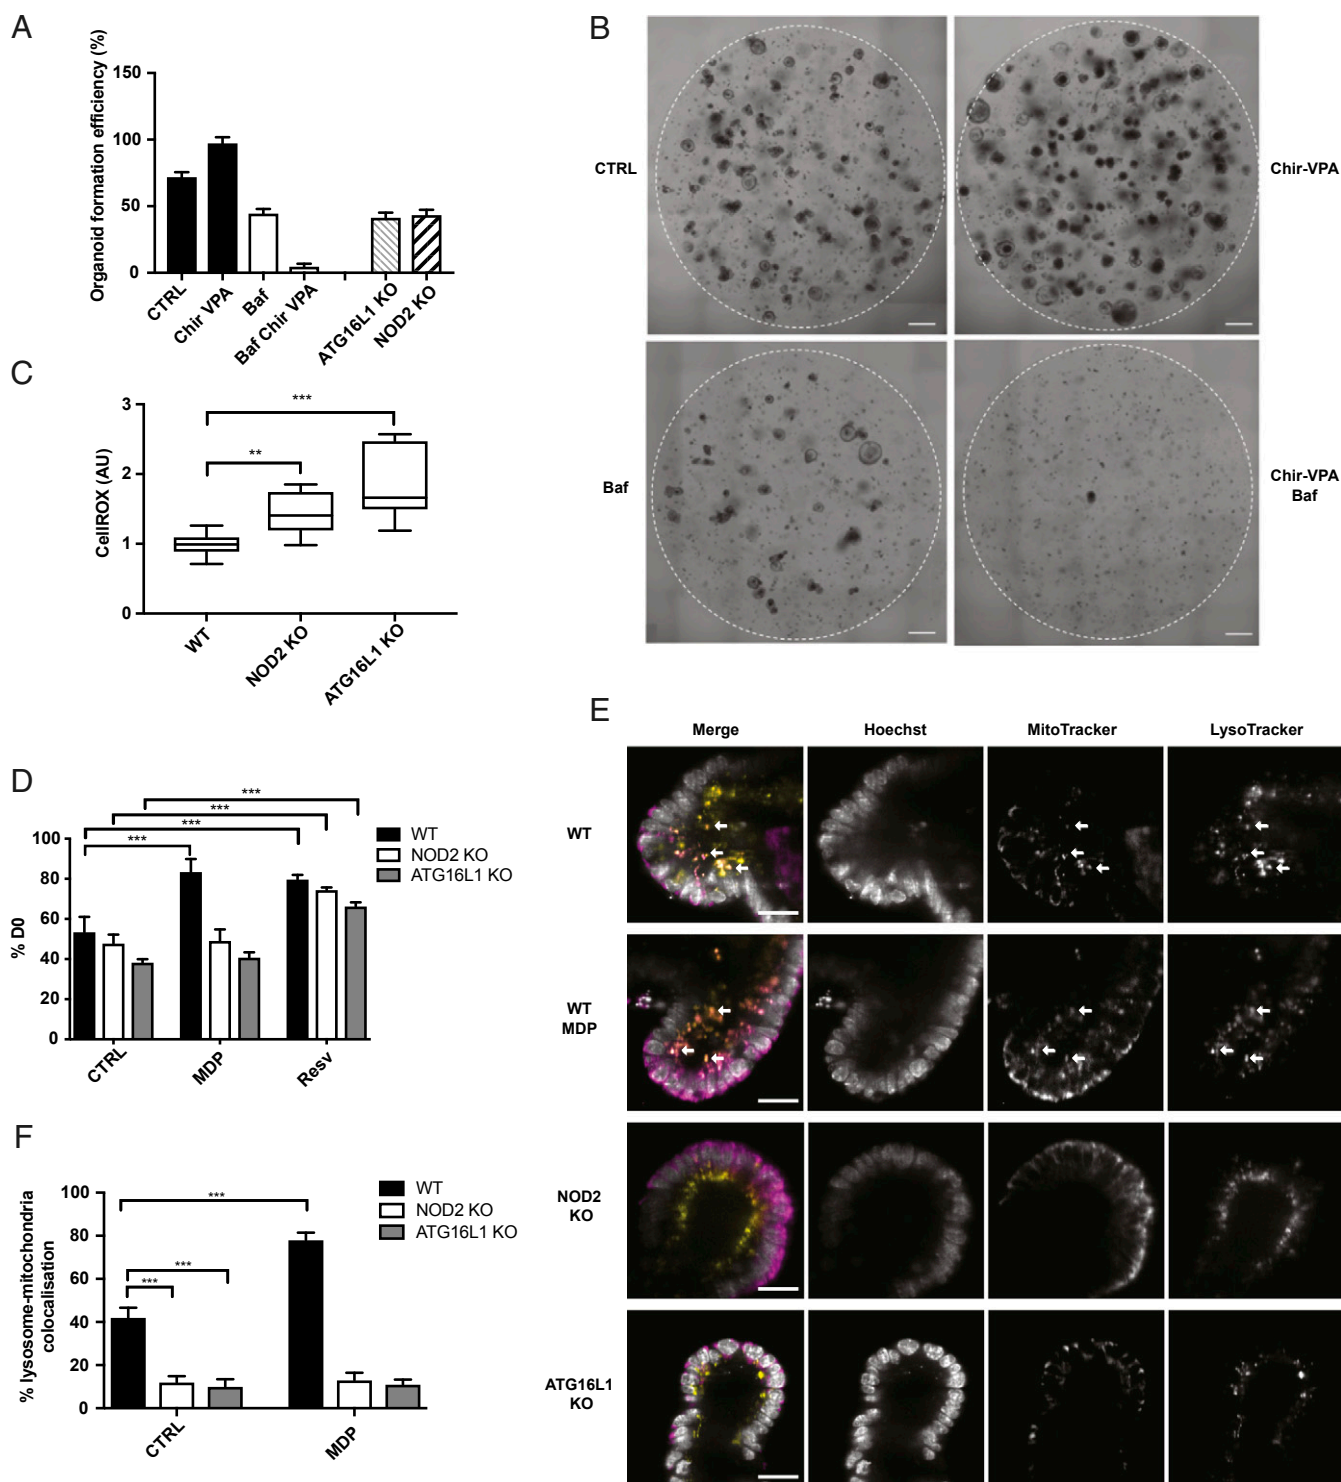 A
Organoid formation efficiency (%)
150
100
50
0
CTRL
Chir VPA
Baf
Baf Chir VPA
ATG16L1 KO
NOD2 KO
B
CTRL
Chir-VPA
Baf
Chir-VPA
Baf
C
CellROX (AU)
3
2
1
0
***
**
WT
NOD2 KO
ATG16L1 KO
D
% D0
100
80
60
40
20
0
***
***
***
***
WT
NOD2 KO
ATG16L1 KO
CTRL
MDP
Resv
E
Merge
Hoechst
MitoTracker
LysoTracker
WT
WT
MDP
NOD2
KO
ATG16L1
KO
F
% lysosome-mitochondria
colocalisation
100
80
60
40
20
0
***
***
***
WT
NOD2 KO
ATG16L1 KO
CTRL
MDP